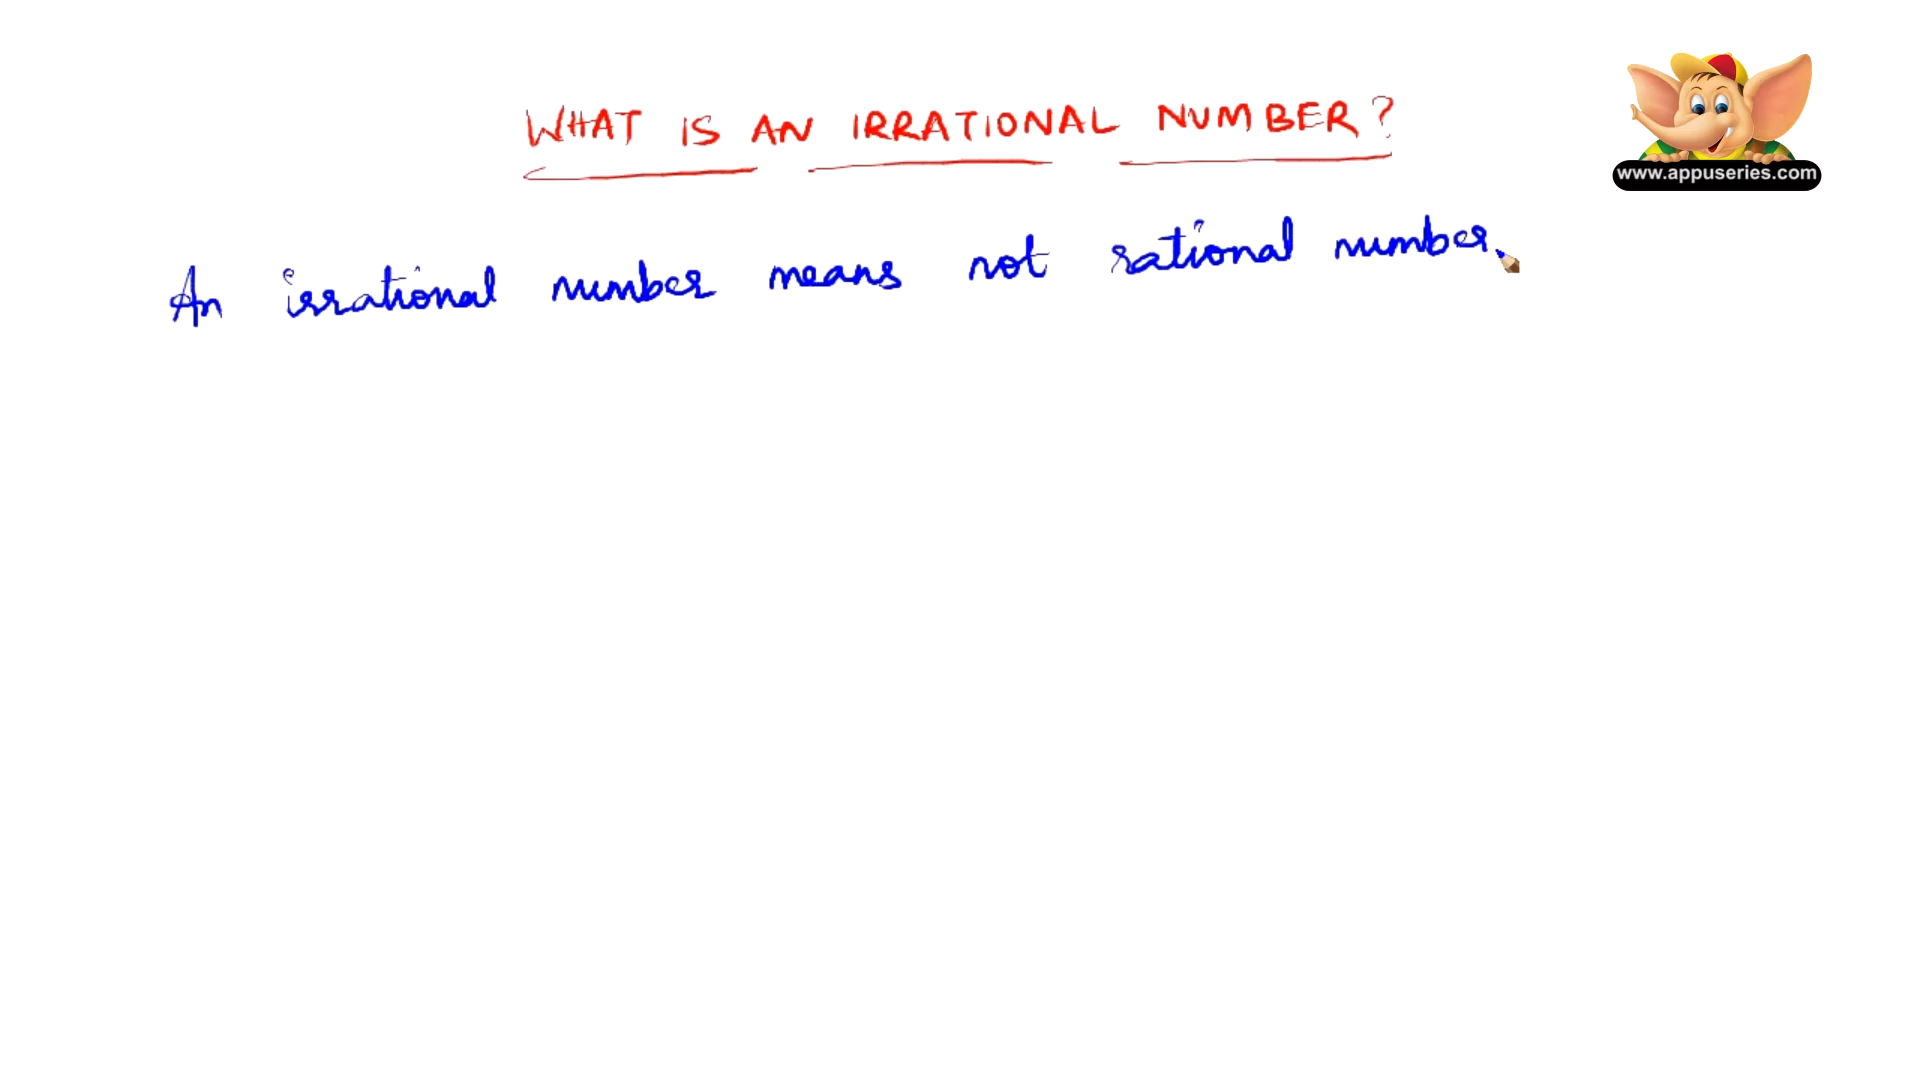 WHAT IS AN IRRATIONAL NUMBER?
www.appuseries.com
An irrational number means not rational number.